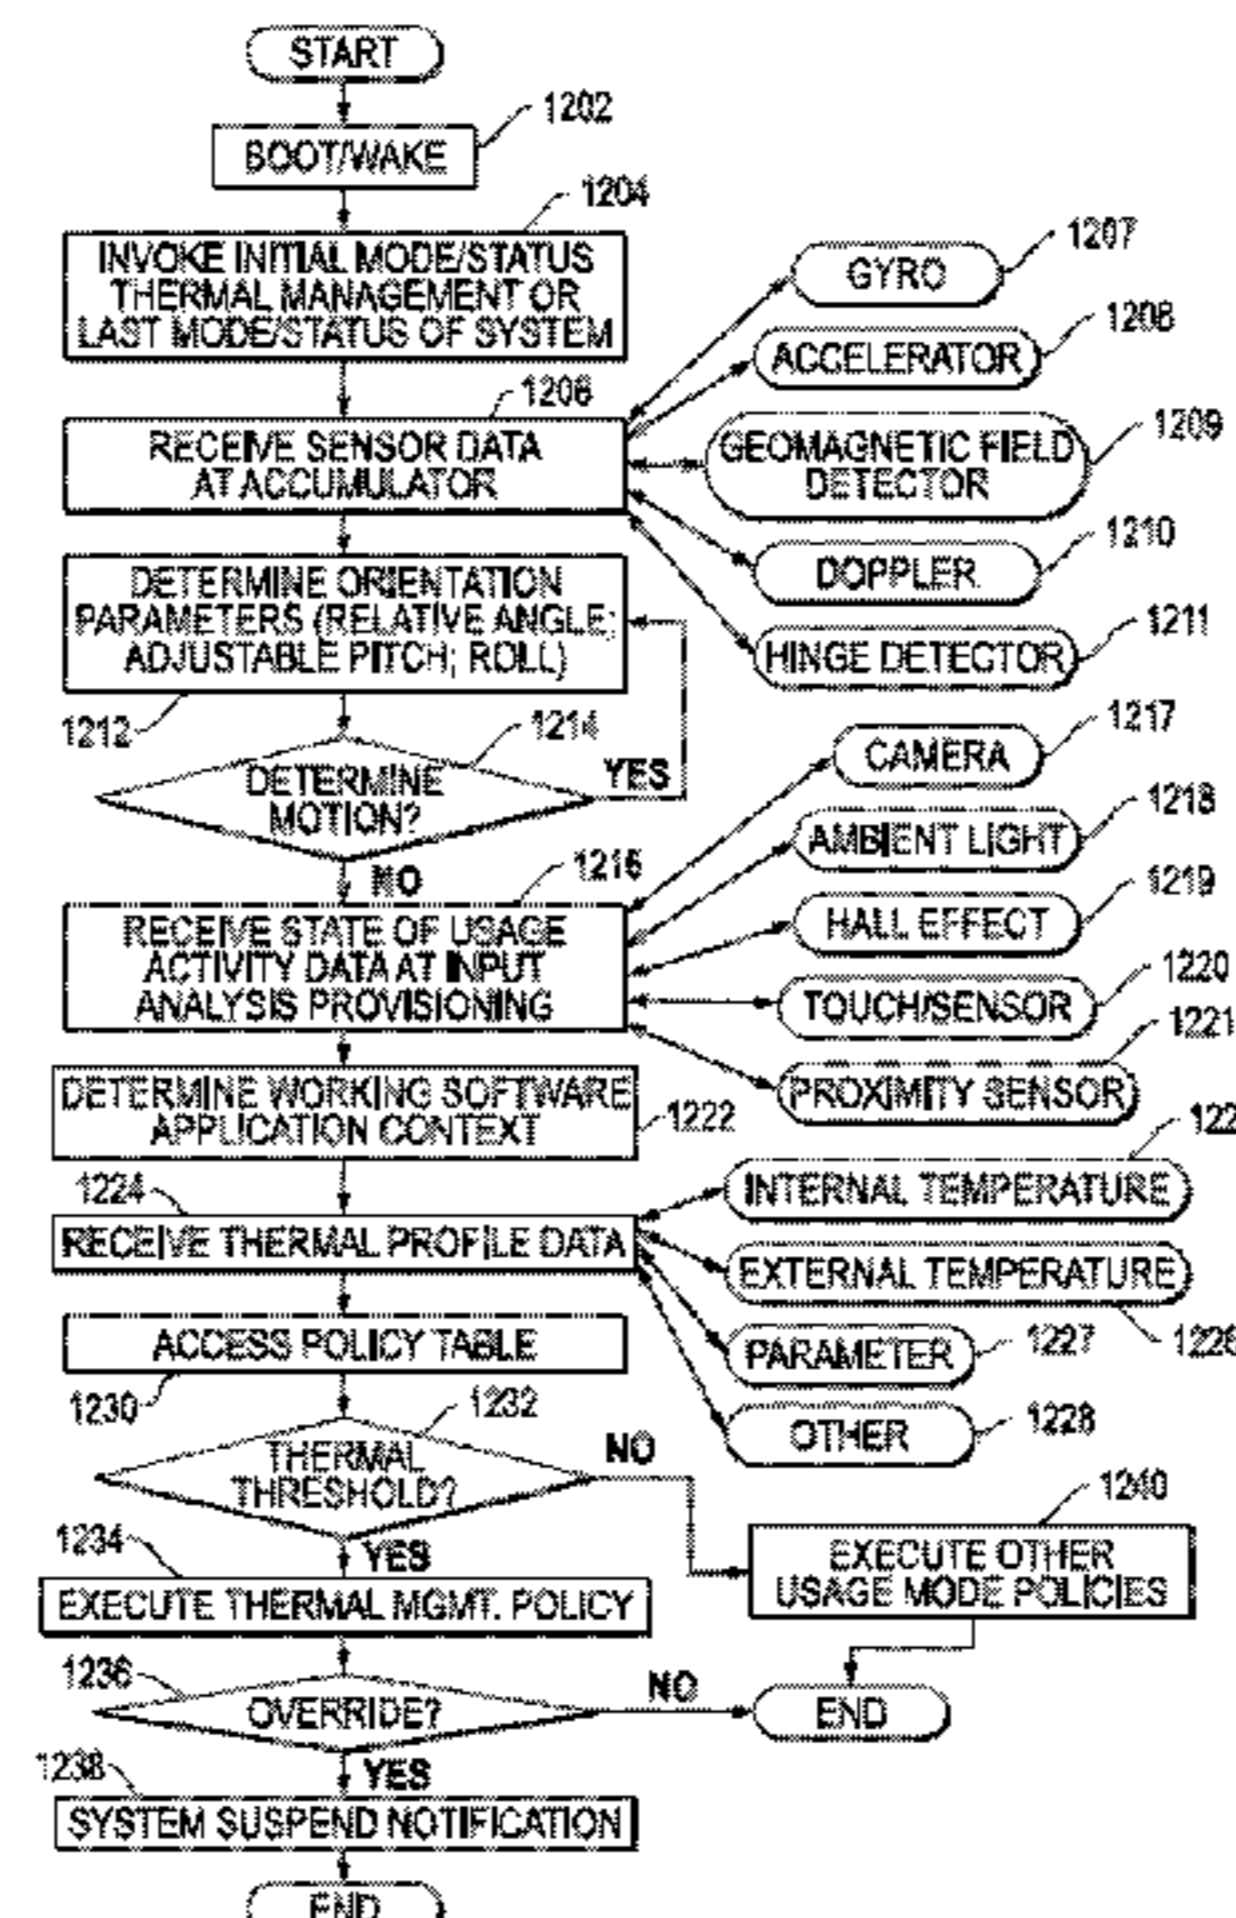 START
1202
BOOT/WAKE
1204
INVOKE INITIAL MODE/STATUS
THERMAL MANAGEMENT OR
LAST MODE/STATUS OF SYSTEM
1207
GYRO
1208
ACCELERATOR
1206
RECEIVE SENSOR DATA
AT ACCUMULATOR
1209
GEOMAGNETIC FIELD
DETECTOR
1210
DOPPLER
DETERMINE ORIENTATION
PARAMETERS (RELATIVE ANGLE;
ADJUSTABLE PITCH; ROLL)
1211
HINGE DETECTOR
1212
1214
DETERMINE
MOTION?
YES
NO
1217
CAMERA
1218
AMBIENT LIGHT
1216
RECEIVE STATE OF USAGE
ACTIVITY DATA AT INPUT
ANALYSIS PROVISIONING
1219
HALL EFFECT
1220
TOUCH/SENSOR
1221
PROXIMITY SENSOR
DETERMINE WORKING SOFTWARE
APPLICATION CONTEXT
1222
1224
RECEIVE THERMAL PROFILE DATA
INTERNAL TEMPERATURE
EXTERNAL TEMPERATURE
1226
PARAMETER
1227
OTHER
1228
ACCESS POLICY TABLE
1230
1232
THERMAL
THRESHOLD?
NO
YES
1240
EXECUTE OTHER
USAGE MODE POLICIES
1234
EXECUTE THERMAL MGMT. POLICY
1236
OVERRIDE?
NO
END
YES
1238
SYSTEM SUSPEND NOTIFICATION
END